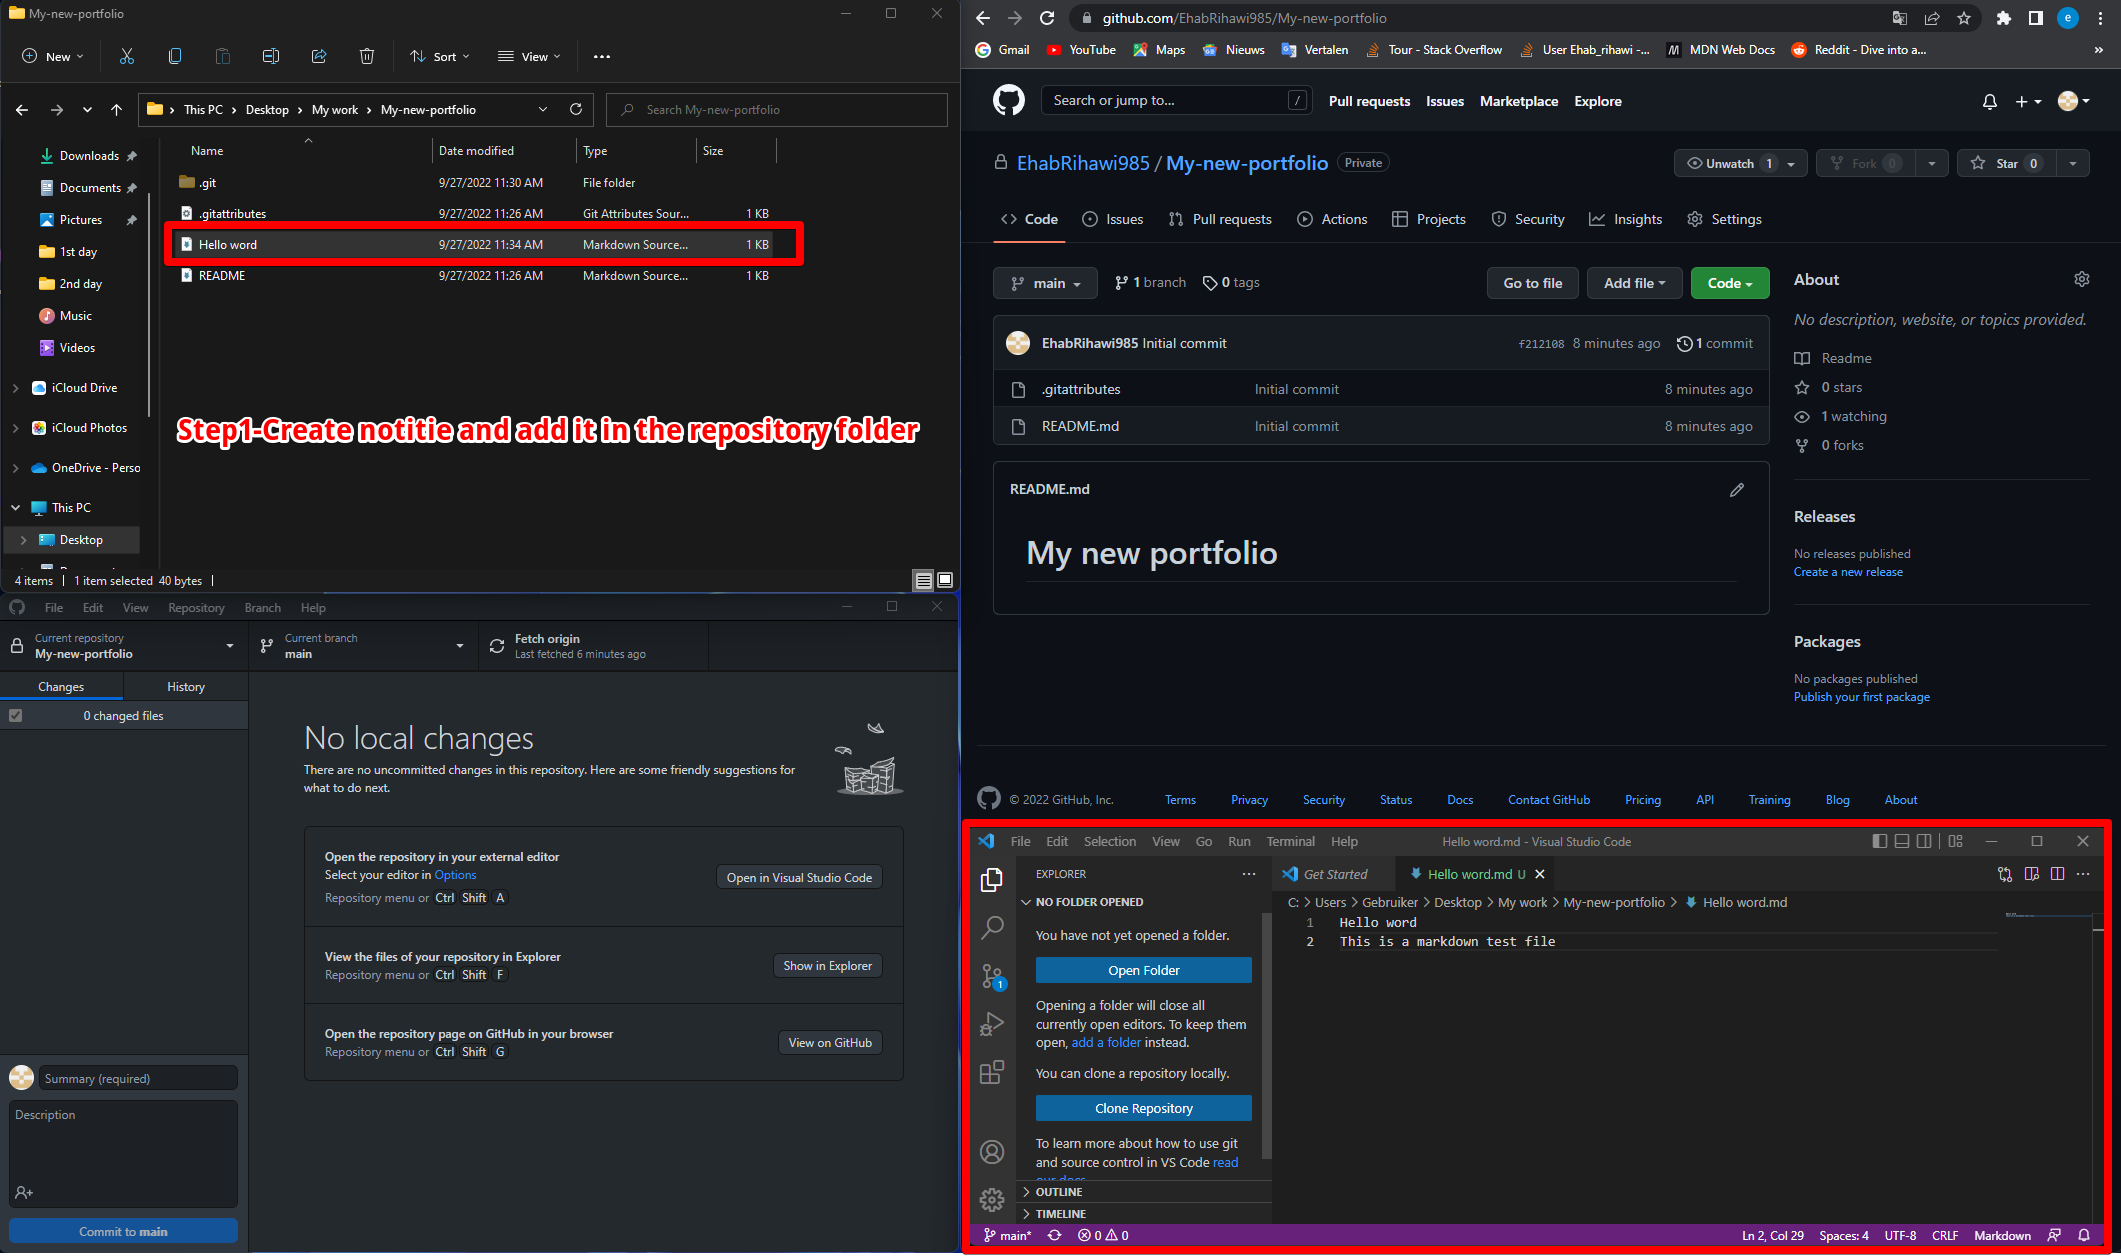 My-new-portfolio
New
Sort
View
This PC > Desktop > My work > My-new-portfolio
Search My-new-portfolio
Name Date modified Type Size
Downloads
Documents
Pictures
1st day
2nd day
Music
Videos
iCloud Drive
iCloud Photos
OneDrive - Perso
This PC
Desktop
.git 9/27/2022 11:30 AM File folder
.gitattributes 9/27/2022 11:26 AM Git Attributes Sour... 1 KB
Hello word 9/27/2022 11:34 AM Markdown Source... 1 KB
README 9/27/2022 11:26 AM Markdown Source... 1 KB
Step1-Create notitie and add it in the repository folder
4 items | 1 item selected 40 bytes |
github.com/EhabRihawi985/My-new-portfolio
e
Gmail YouTube Maps Nieuws Vertalen Tour - Stack Overflow User Ehab_rihawi -... MDN Web Docs Reddit - Dive into a... »
Search or jump to... /
Pull requests Issues Marketplace Explore
EhabRihawi985 / My-new-portfolio Private
Unwatch 1 Fork 0 Star 0
Code Issues Pull requests Actions Projects Security Insights Settings
main 1 branch 0 tags Go to file Add file Code
EhabRihawi985 Initial commit f212108 8 minutes ago 1 commit
.gitattributes Initial commit 8 minutes ago
README.md Initial commit 8 minutes ago
README.md
My new portfolio
About
No description, website, or topics provided.
Readme
0 stars
1 watching
0 forks
Releases
No releases published
Create a new release
Packages
No packages published
Publish your first package
© 2022 GitHub, Inc. Terms Privacy Security Status Docs Contact GitHub Pricing API Training Blog About
File Edit View Repository Branch Help
Current repository
My-new-portfolio
Current branch
main
Fetch origin
Last fetched 6 minutes ago
Changes History
0 changed files
No local changes
There are no uncommitted changes in this repository. Here are some friendly suggestions for
what to do next.
Open the repository in your external editor
Select your editor in Options
Repository menu or Ctrl Shift A
Open in Visual Studio Code
View the files of your repository in Explorer
Repository menu or Ctrl Shift F
Show in Explorer
Open the repository page on GitHub in your browser
Repository menu or Ctrl Shift G
View on GitHub
Summary (required)
Description
Commit to main
File Edit Selection View Go Run Terminal Help
Hello word.md - Visual Studio Code
EXPLORER
NO FOLDER OPENED
You have not yet opened a folder.
Open Folder
Opening a folder will close all
currently open editors. To keep them
open, add a folder instead.
You can clone a repository locally.
Clone Repository
To learn more about how to use git
and source control in VS Code read
our docs
OUTLINE
TIMELINE
1
Get Started
Hello word.md U
C: > Users > Gebruiker > Desktop > My work > My-new-portfolio > Hello word.md
1 Hello word
2 This is a markdown test file
main* 0 0
Ln 2, Col 29 Spaces: 4 UTF-8 CRLF Markdown